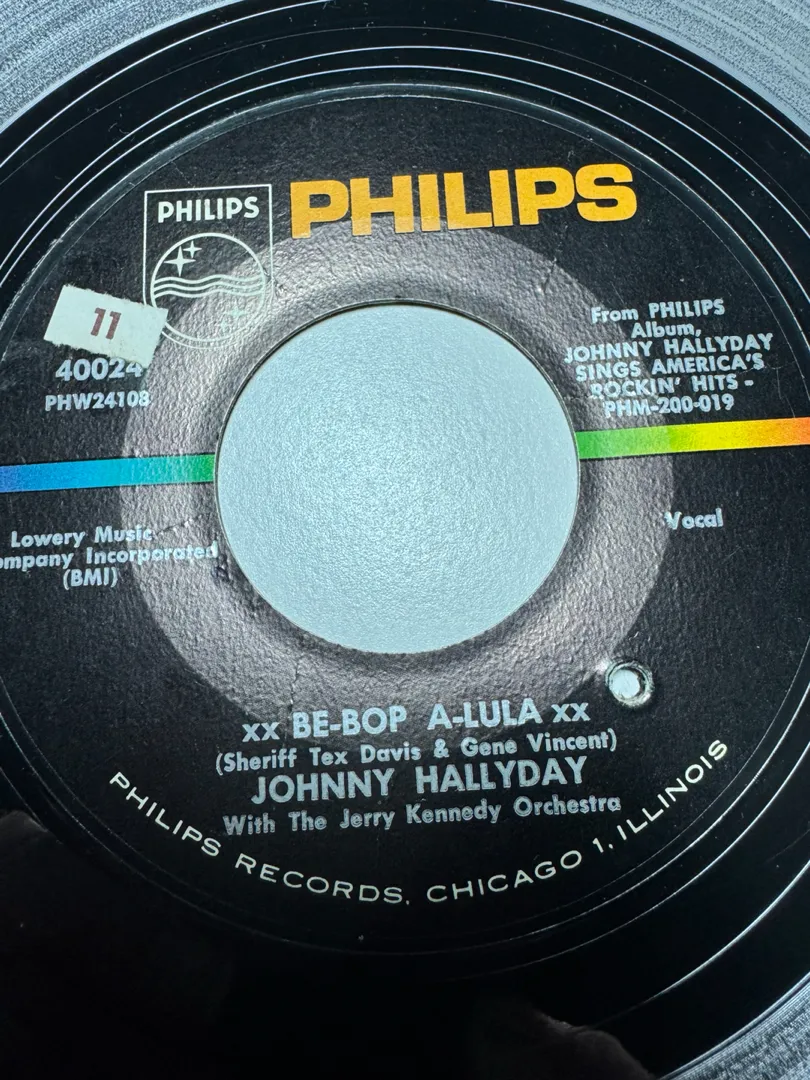 PHILIPS
PHILIPS
11
40024
PHW24108
From PHILIPS
Album,
JOHNNY HALLYDAY
SINGS AMERICA'S
ROCKIN' HITS -
PHM-200-019
Lowery Music
ompany Incorporated
(BMI)
Vocal
xx BE-BOP A-LULA xx
(Sheriff Tex Davis & Gene Vincent)
JOHNNY HALLYDAY
With The Jerry Kennedy Orchestra
PHILIPS RECORDS, CHICAGO 1, ILLINOIS